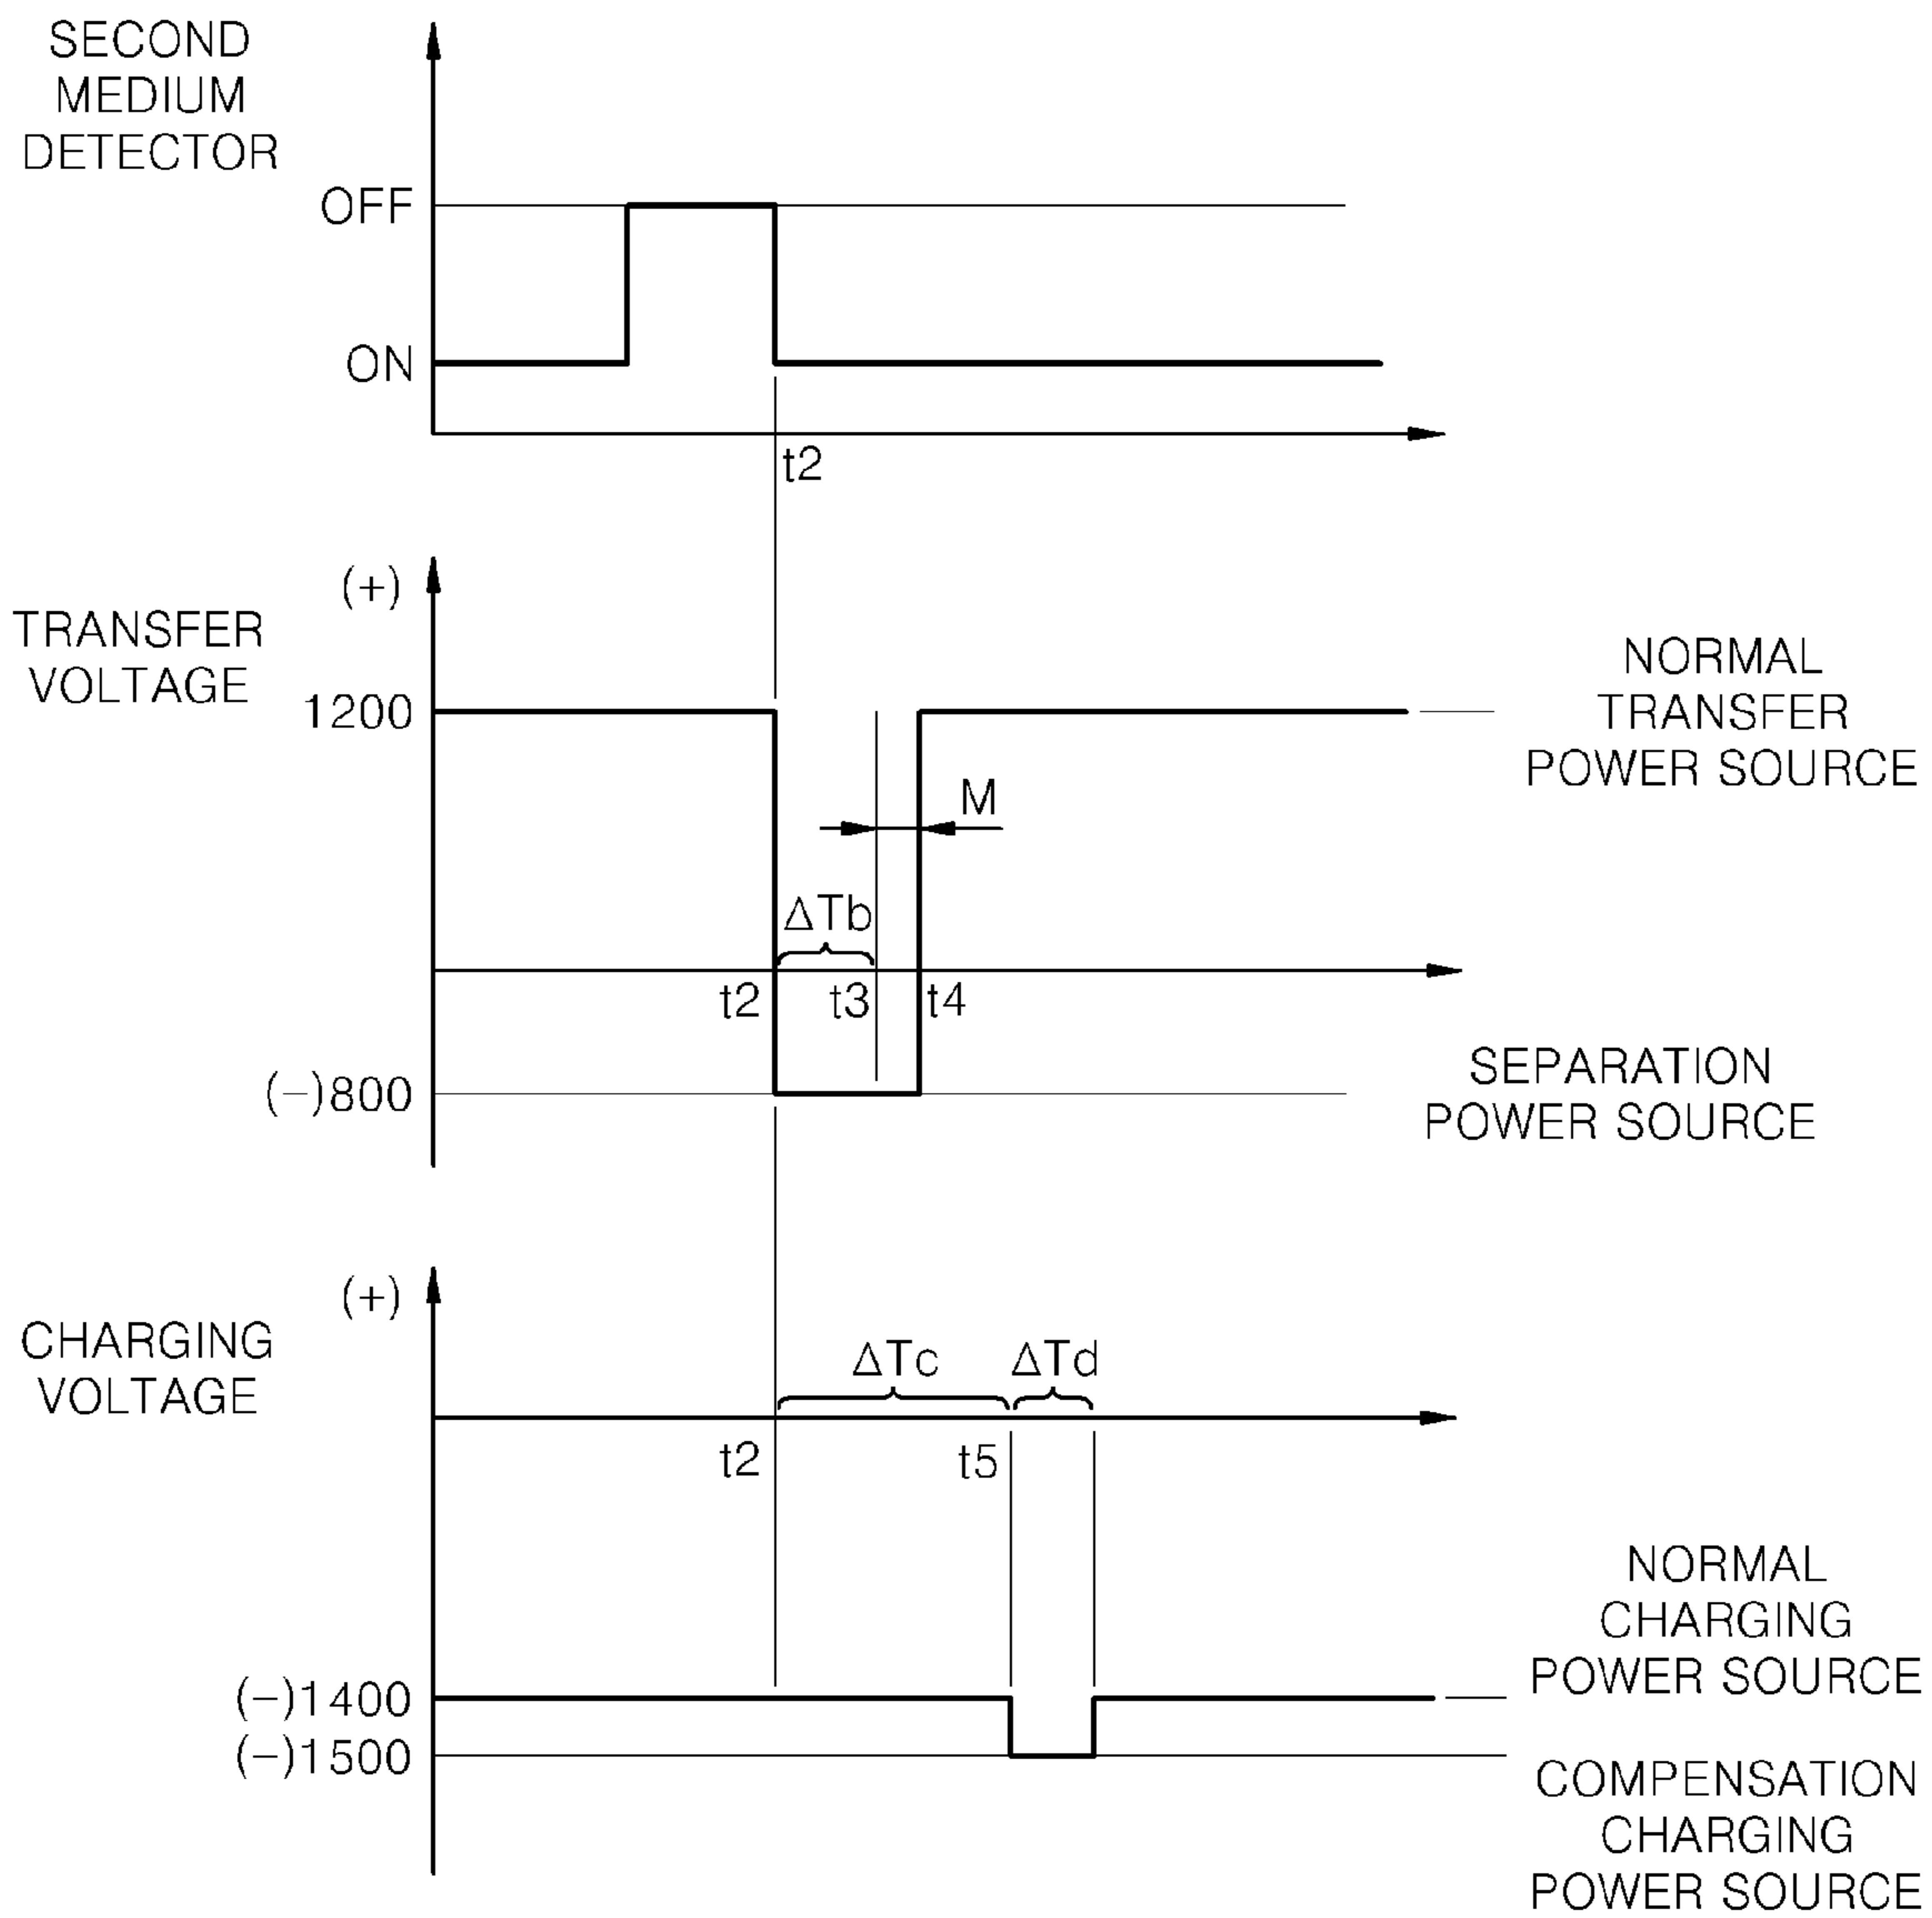 SECOND
MEDIUM
DETECTOR
OFF
ON
t2
(+)
TRANSFER
VOLTAGE
1200
NORMAL
TRANSFER
POWER SOURCE
M
ΔTb
t2
t3
t4
(−)800
SEPARATION
POWER SOURCE
(+)
CHARGING
VOLTAGE
ΔTc
ΔTd
t2
t5
NORMAL
CHARGING
POWER SOURCE
(−)1400
(−)1500
COMPENSATION
CHARGING
POWER SOURCE